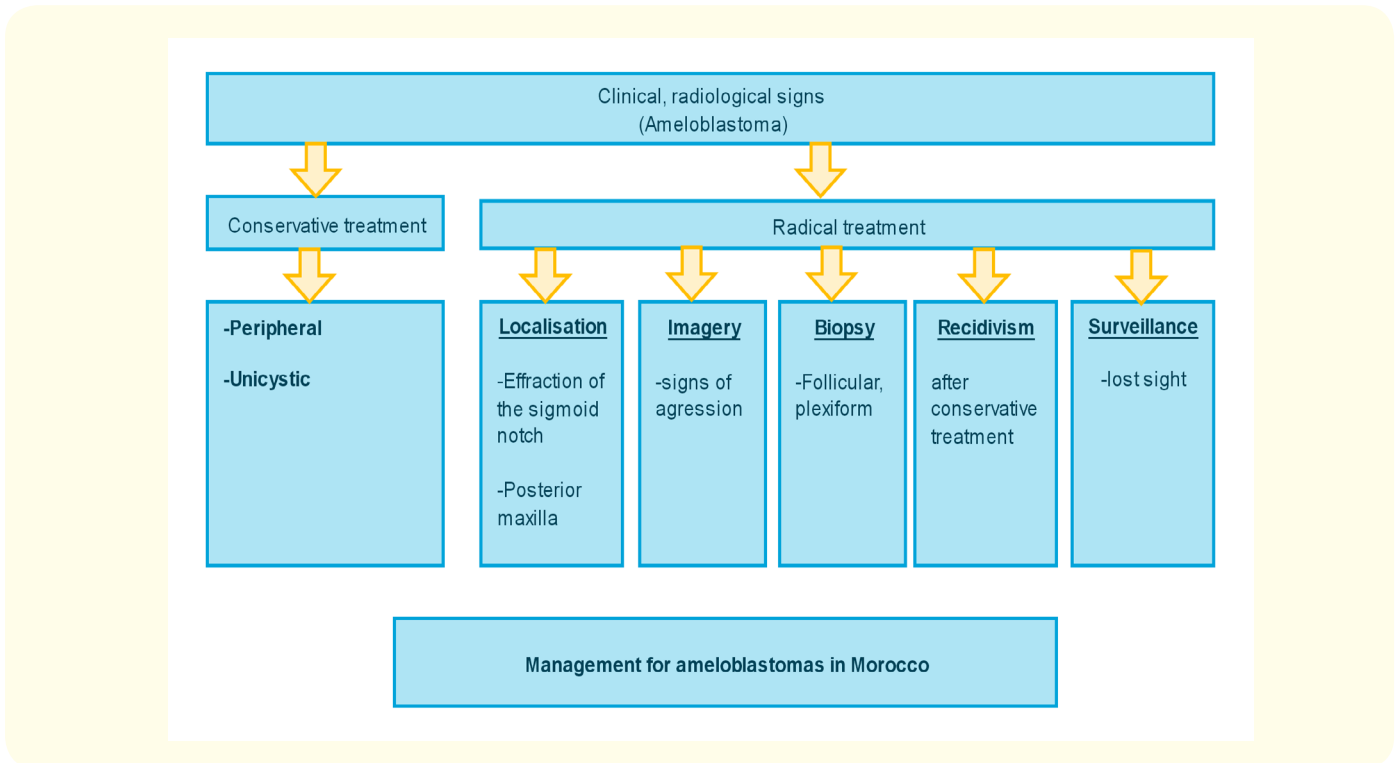 Clinical, radiological signs
(Ameloblastoma)
Conservative treatment
Radical treatment
-Peripheral
-Unicystic
Localisation
-Effraction of
the sigmoid
notch
-Posterior
maxilla
Imagery
-signs of
agression
Biopsy
-Follicular,
plexiform
Recidivism
after
conservative
treatment
Surveillance
-lost sight
Management for ameloblastomas in Morocco